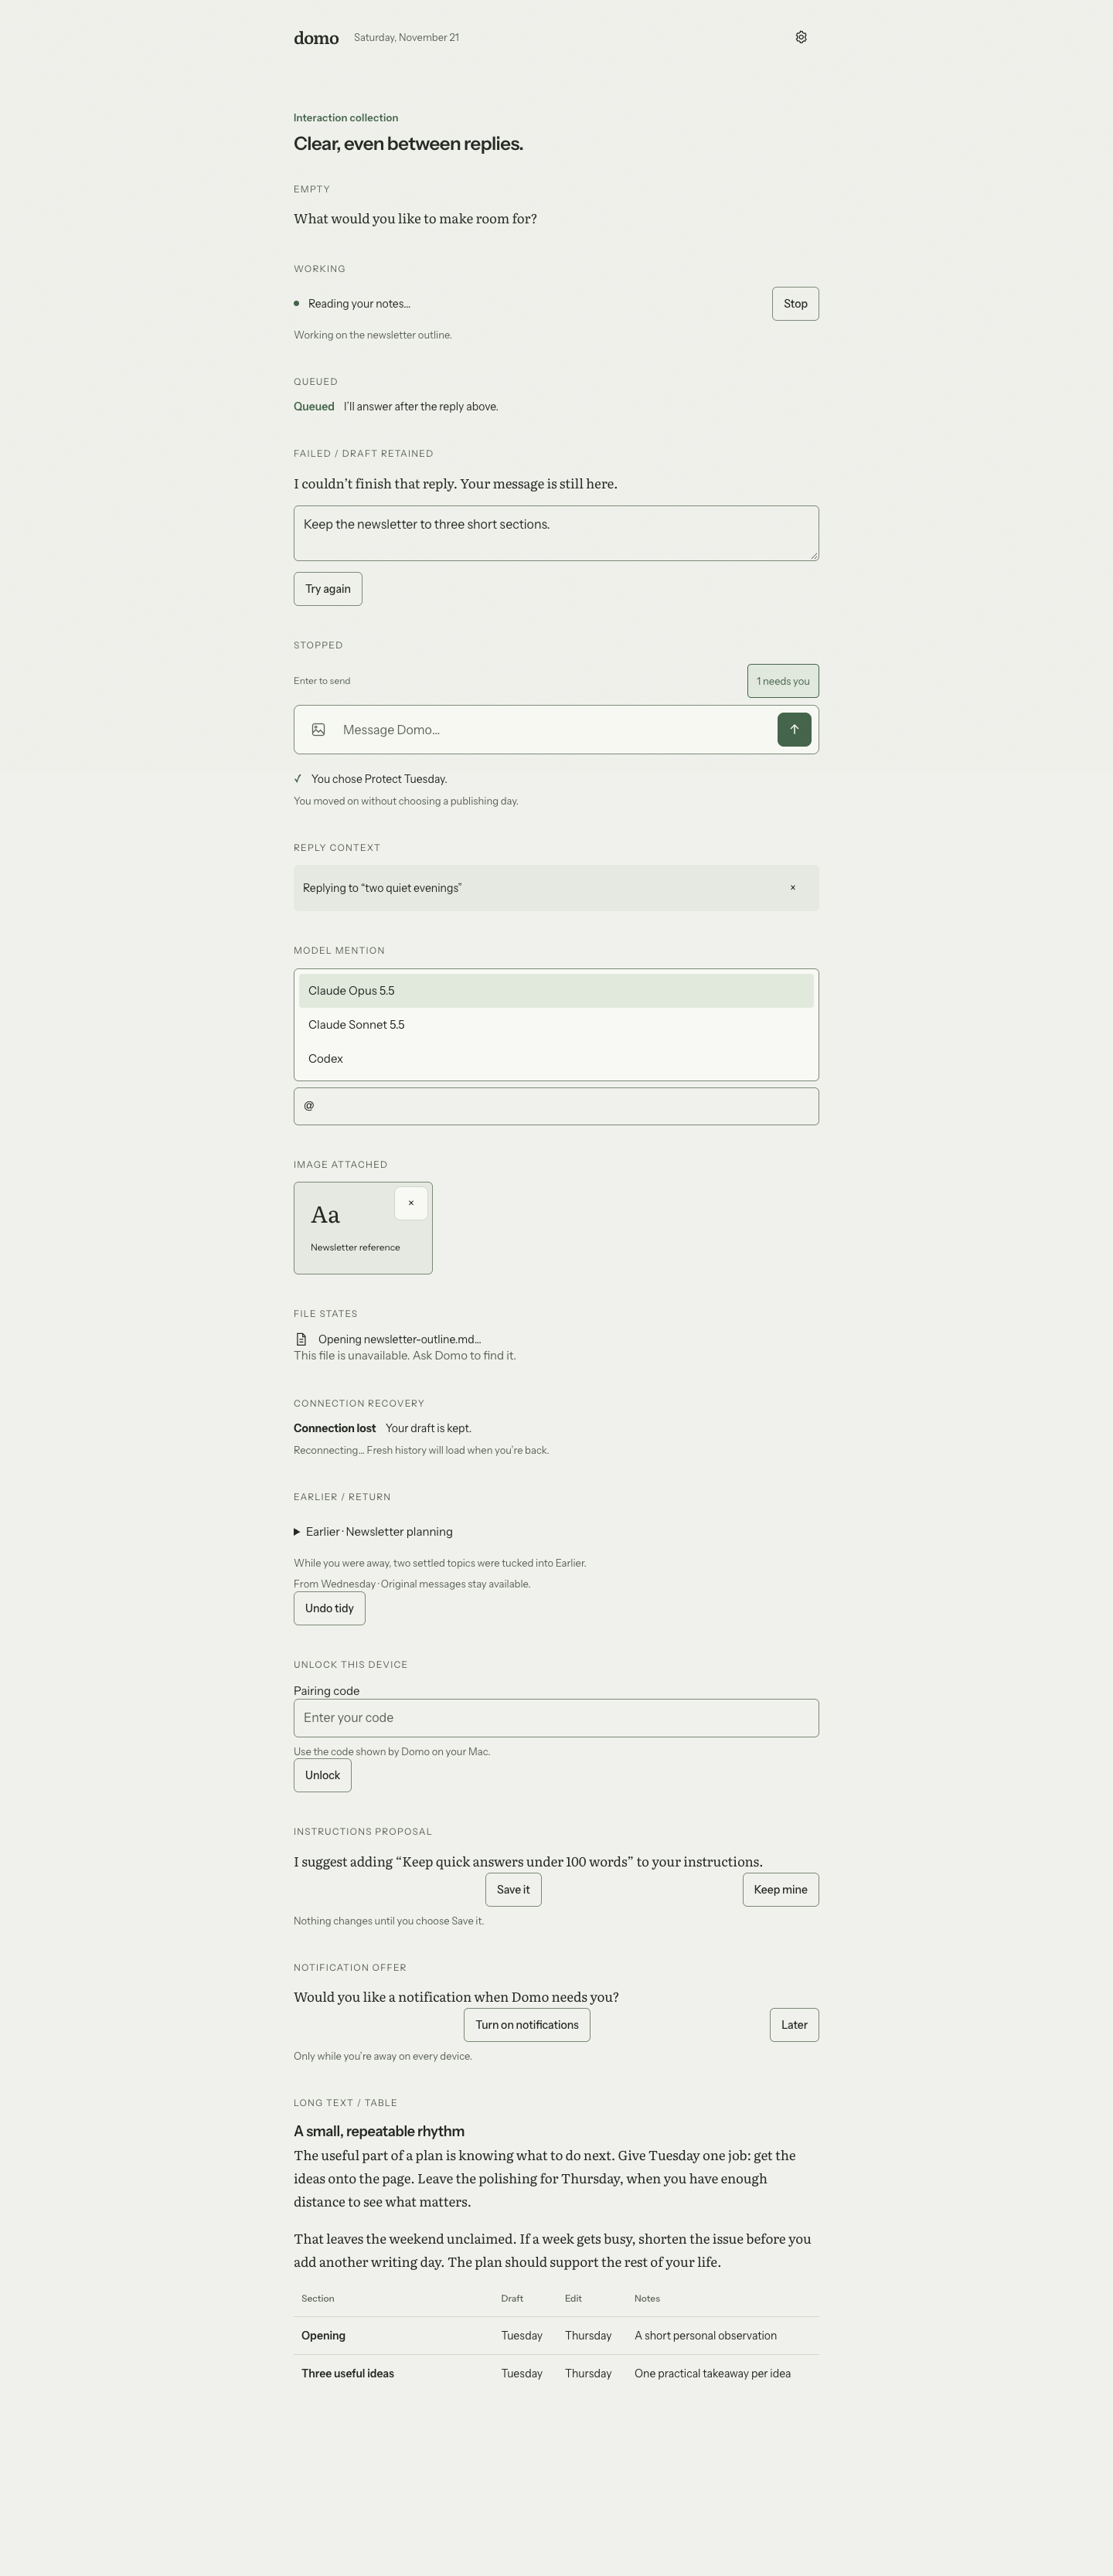 domo Saturday, November 21
Interaction collection
Clear, even between replies.
EMPTY
What would you like to make room for?
WORKING
Reading your notes… Stop
Working on the newsletter outline.
QUEUED
Queued I’ll answer after the reply above.
FAILED / DRAFT RETAINED
I couldn’t finish that reply. Your message is still here.
Keep the newsletter to three short sections.
Try again
STOPPED
Enter to send 1 needs you
Message Domo…
✓ You chose Protect Tuesday.
You moved on without choosing a publishing day.
REPLY CONTEXT
Replying to “two quiet evenings” ×
MODEL MENTION
Claude Opus 5.5
Claude Sonnet 5.5
Codex
@
IMAGE ATTACHED
Aa ×
Newsletter reference
FILE STATES
Opening newsletter-outline.md…
This file is unavailable. Ask Domo to find it.
CONNECTION RECOVERY
Connection lost Your draft is kept.
Reconnecting… Fresh history will load when you’re back.
EARLIER / RETURN
Earlier · Newsletter planning
While you were away, two settled topics were tucked into Earlier.
From Wednesday · Original messages stay available.
Undo tidy
UNLOCK THIS DEVICE
Pairing code
Enter your code
Use the code shown by Domo on your Mac.
Unlock
INSTRUCTIONS PROPOSAL
I suggest adding “Keep quick answers under 100 words” to your instructions.
Save it Keep mine
Nothing changes until you choose Save it.
NOTIFICATION OFFER
Would you like a notification when Domo needs you?
Turn on notifications Later
Only while you’re away on every device.
LONG TEXT / TABLE
A small, repeatable rhythm
The useful part of a plan is knowing what to do next. Give Tuesday one job: get the
ideas onto the page. Leave the polishing for Thursday, when you have enough
distance to see what matters.
That leaves the weekend unclaimed. If a week gets busy, shorten the issue before you
add another writing day. The plan should support the rest of your life.
Section Draft Edit Notes
Opening Tuesday Thursday A short personal observation
Three useful ideas Tuesday Thursday One practical takeaway per idea